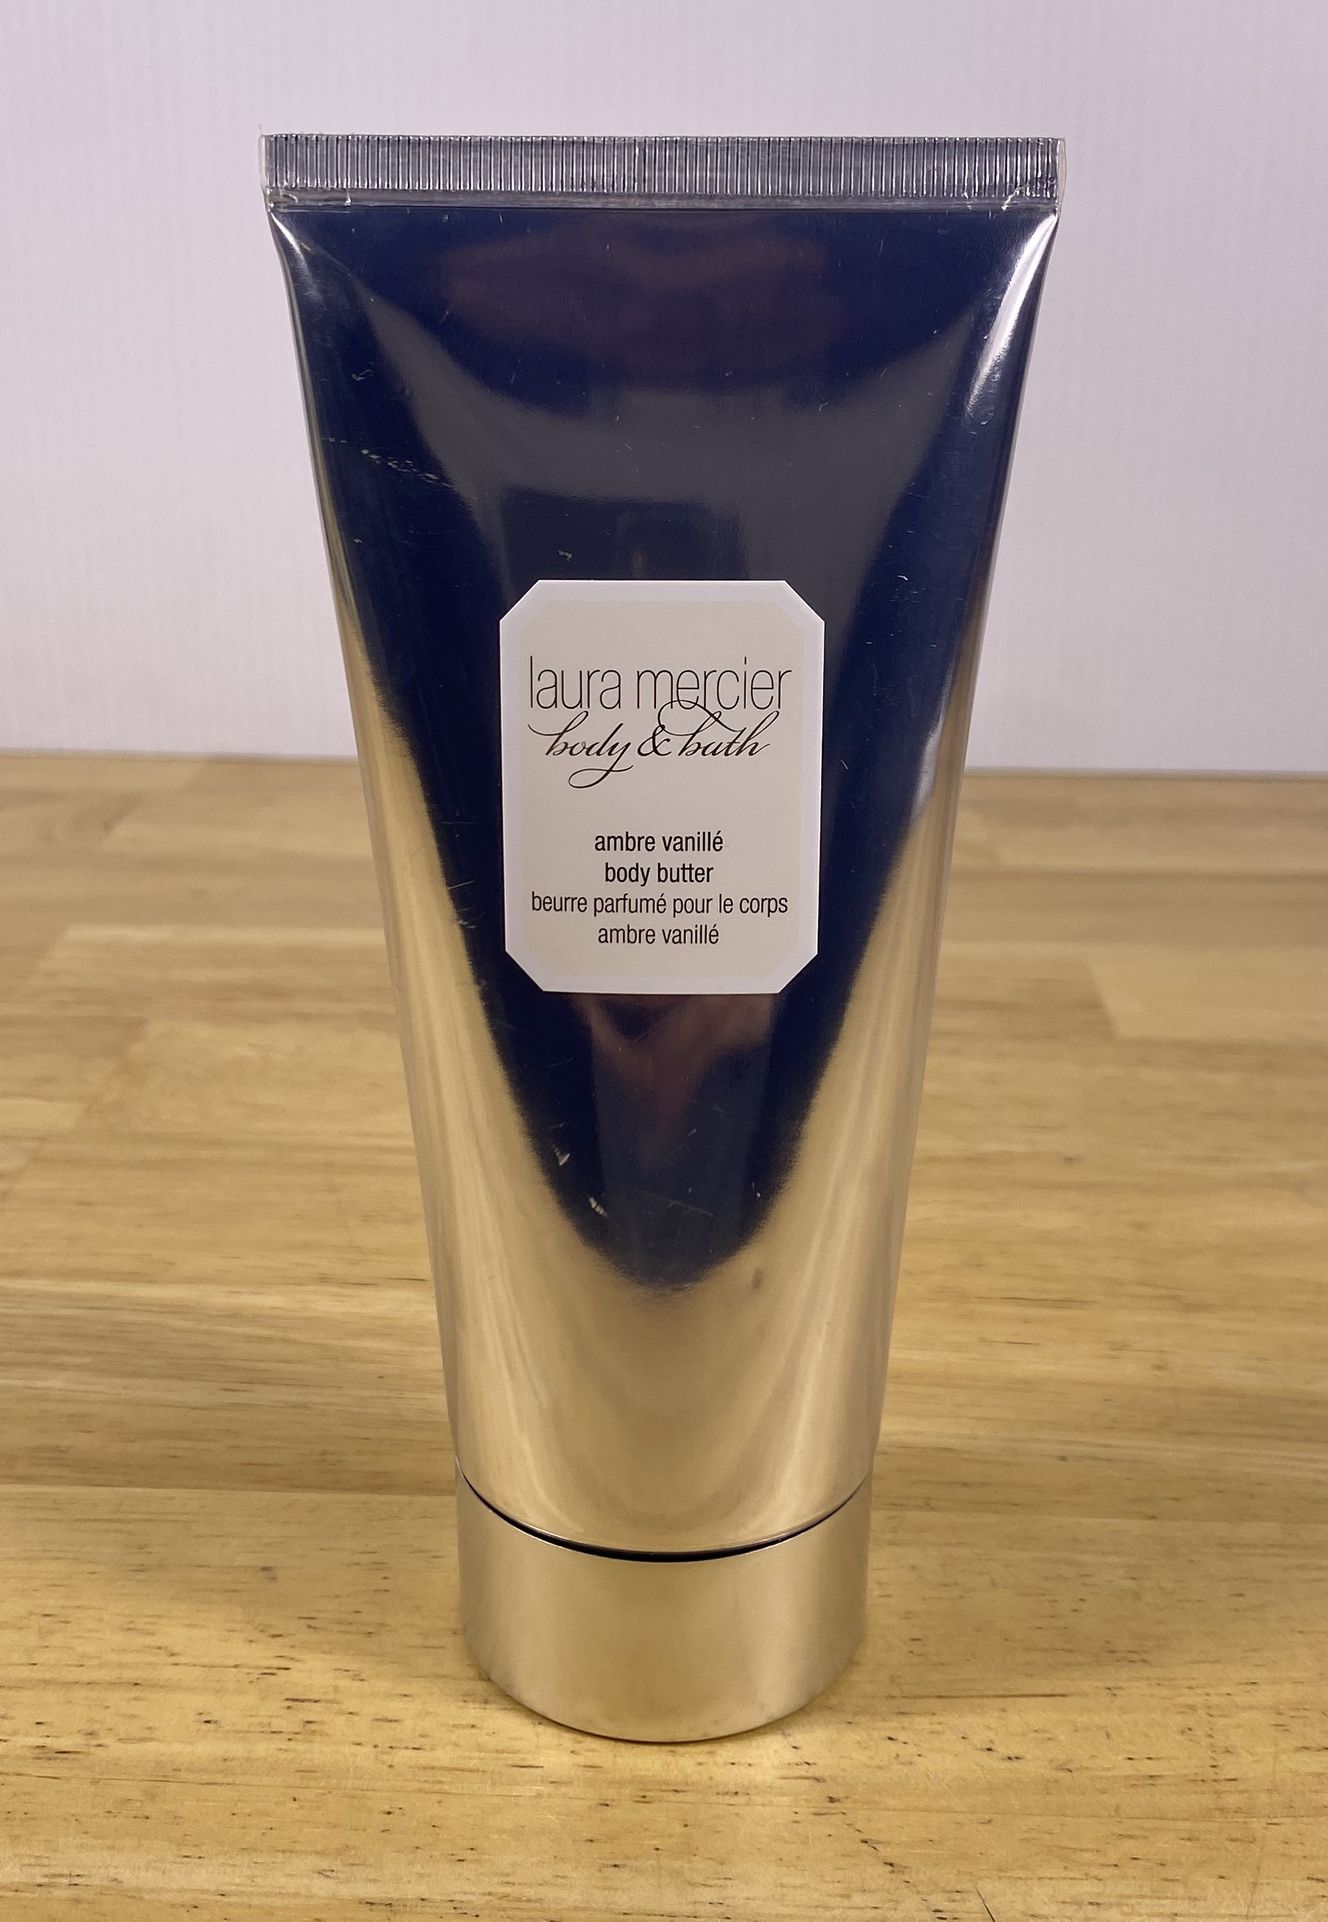 laura mercier
body & bath
ambre vanillé
body butter
beurre parfumé pour le corps
ambre vanillé